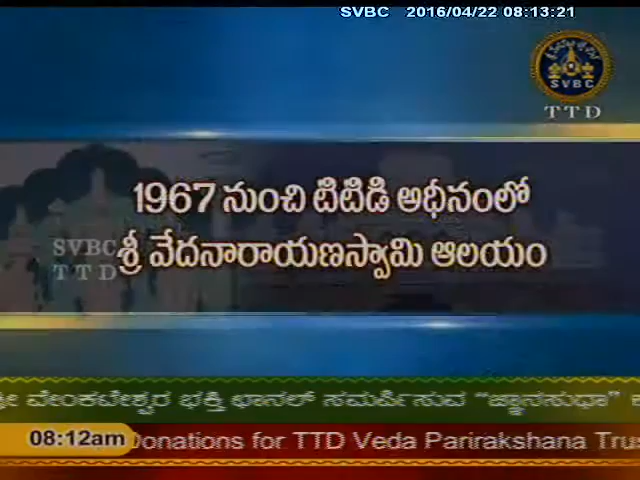 SVBC 2016/04/22 08:13:21
SVBC
TTD
1967 నుంచి టిటిడి అధీనంలో
శ్రీ వేదనారాయణస్వామి ఆలయం
SVBC
TTD
ಶ್ರೀ ವೇಂಕಟೇಶ್ವರ ಭಕ್ತಿ ಛಾನಲ್ ಸಮರ್ಪಿಸುವ "ಜ್ಞಾನಸುಧಾ"
08:12am Donations for TTD Veda Parirakshana Trus